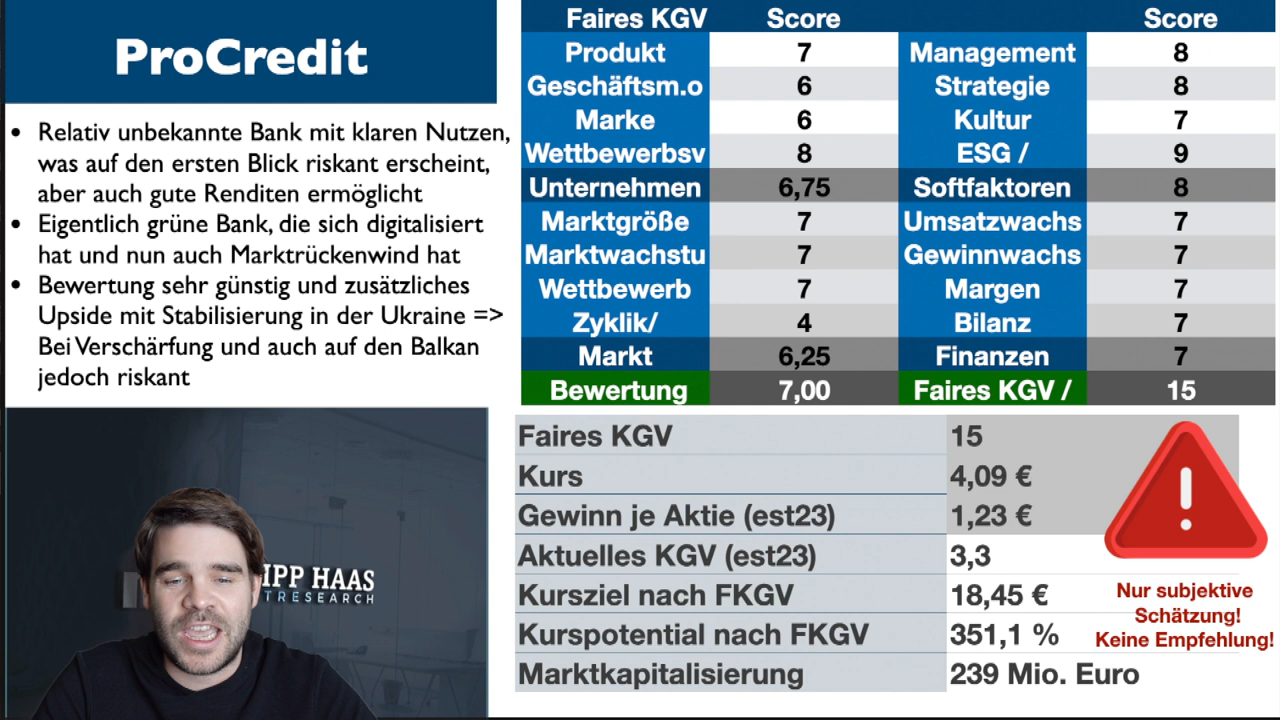 ProCredit
• Relativ unbekannte Bank mit klaren Nutzen,
was auf den ersten Blick riskant erscheint,
aber auch gute Renditen ermöglicht
• Eigentlich grüne Bank, die sich digitalisiert
hat und nun auch Marktrückenwind hat
• Bewertung sehr günstig und zusätzliches
Upside mit Stabilisierung in der Ukraine =>
Bei Verschärfung und auch auf den Balkan
jedoch riskant
Faires KGV Score Score
Produkt 7 Management 8
Geschäftsm.o 6 Strategie 8
Marke 6 Kultur 7
Wettbewerbsv 8 ESG / 9
Unternehmen 6,75 Softfaktoren 8
Marktgröße 7 Umsatzwachs 7
Marktwachstu 7 Gewinnwachs 7
Wettbewerb 7 Margen 7
Zyklik/ 4 Bilanz 7
Markt 6,25 Finanzen 7
Bewertung 7,00 Faires KGV / 15
Faires KGV 15
Kurs 4,09 €
Gewinn je Aktie (est23) 1,23 €
Aktuelles KGV (est23) 3,3
Kursziel nach FKGV 18,45 €
Kurspotential nach FKGV 351,1 %
Marktkapitalisierung 239 Mio. Euro
!
Nur subjektive
Schätzung!
Keine Empfehlung!
IPP HAAS
TRESEARCH